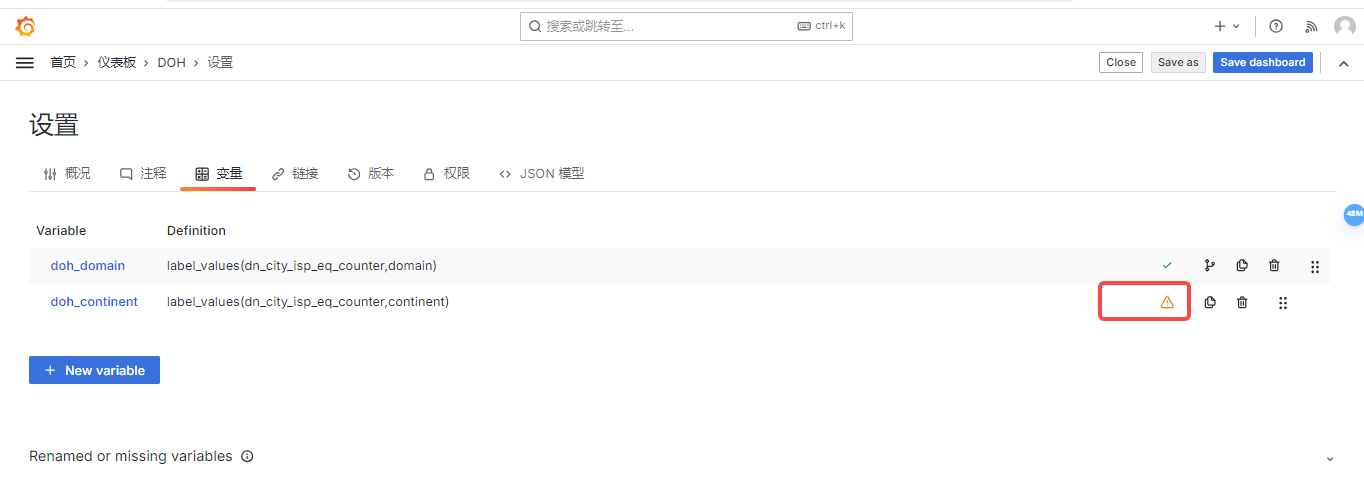 搜索或跳转至... ctrl+k
首页 › 仪表板 › DOH › 设置 Close Save as Save dashboard
设置
概况 注释 变量 链接 版本 权限 JSON 模型
48M
Variable Definition
doh_domain label_values(dn_city_isp_eq_counter,domain)
doh_continent label_values(dn_city_isp_eq_counter,continent)
+ New variable
Renamed or missing variables